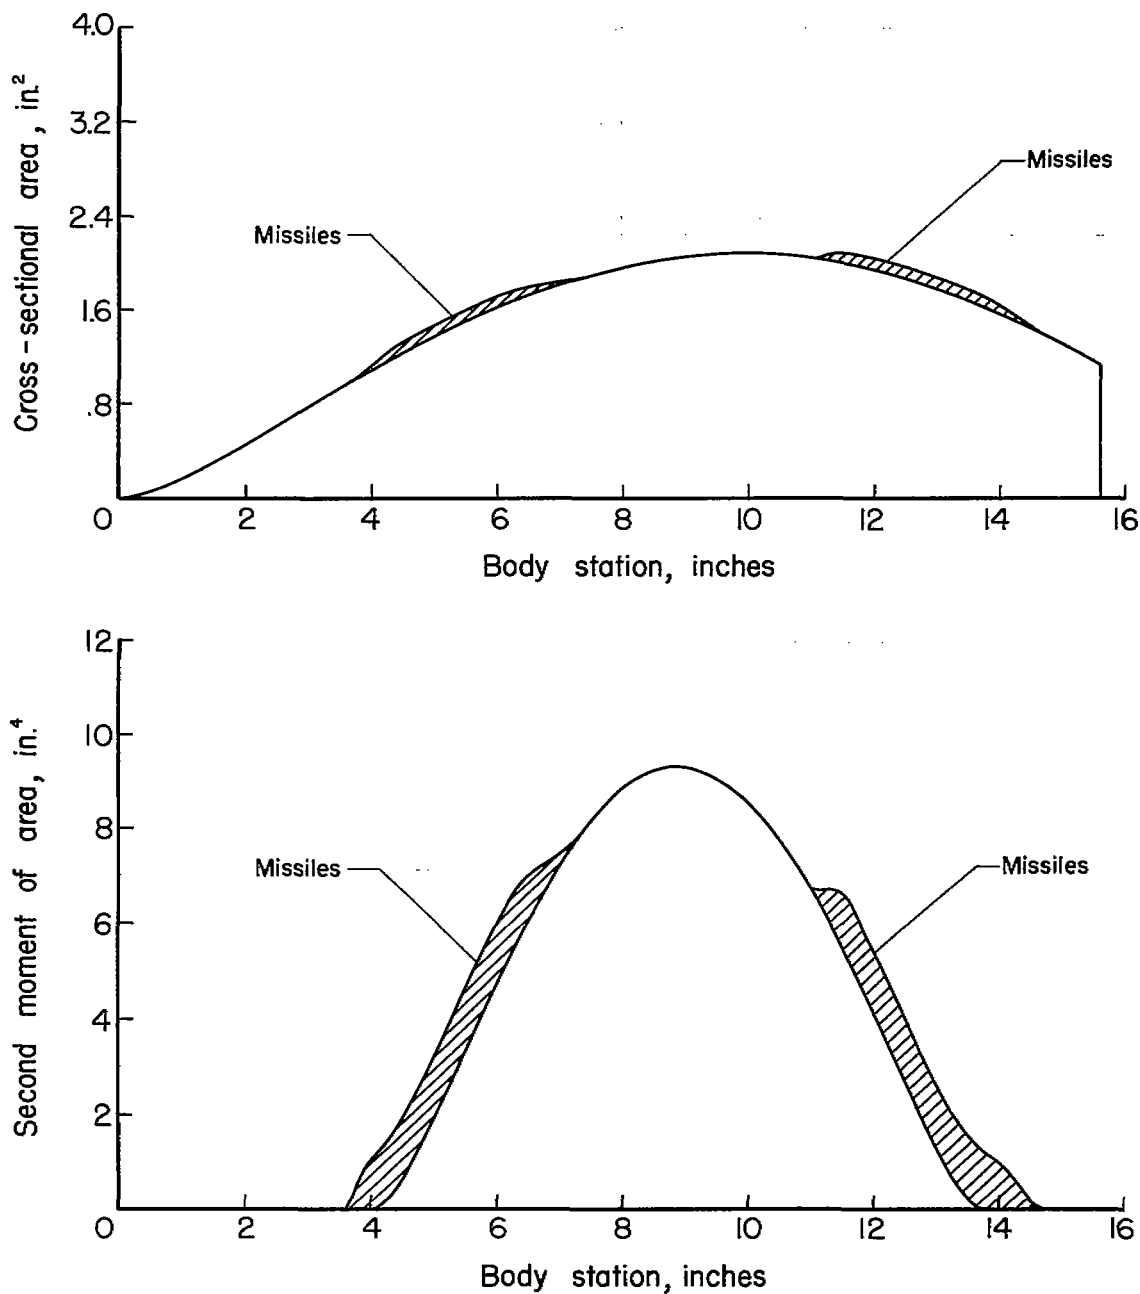 4.0
3.2
2.4
1.6
.8
Cross-sectional area, in.²
Missiles
Missiles
0 2 4 6 8 10 12 14 16
Body station, inches
12
10
8
6
4
2
Second moment of area, in.⁴
Missiles
Missiles
0 2 4 6 8 10 12 14 16
Body station, inches